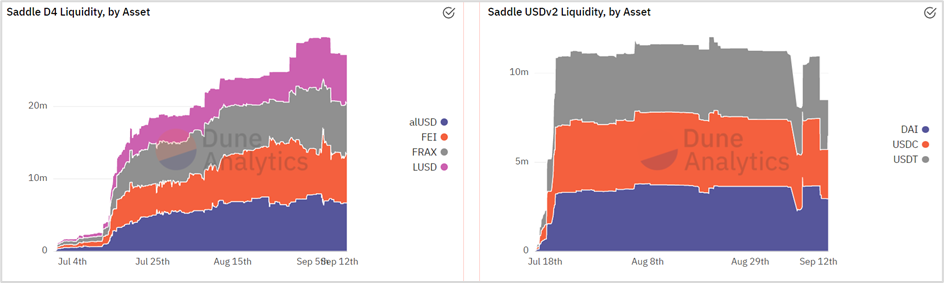 Saddle D4 Liquidity, by Asset
20m
10m
0
Jul 4th
Jul 25th
Aug 15th
Sep 5th
Sep 12th
alUSD
FEI
FRAX
LUSD
Dune
Analytics
Saddle USDv2 Liquidity, by Asset
10m
5m
0
Jul 18th
Aug 8th
Aug 29th
Sep 12th
DAI
USDC
USDT
Dune
Analytics